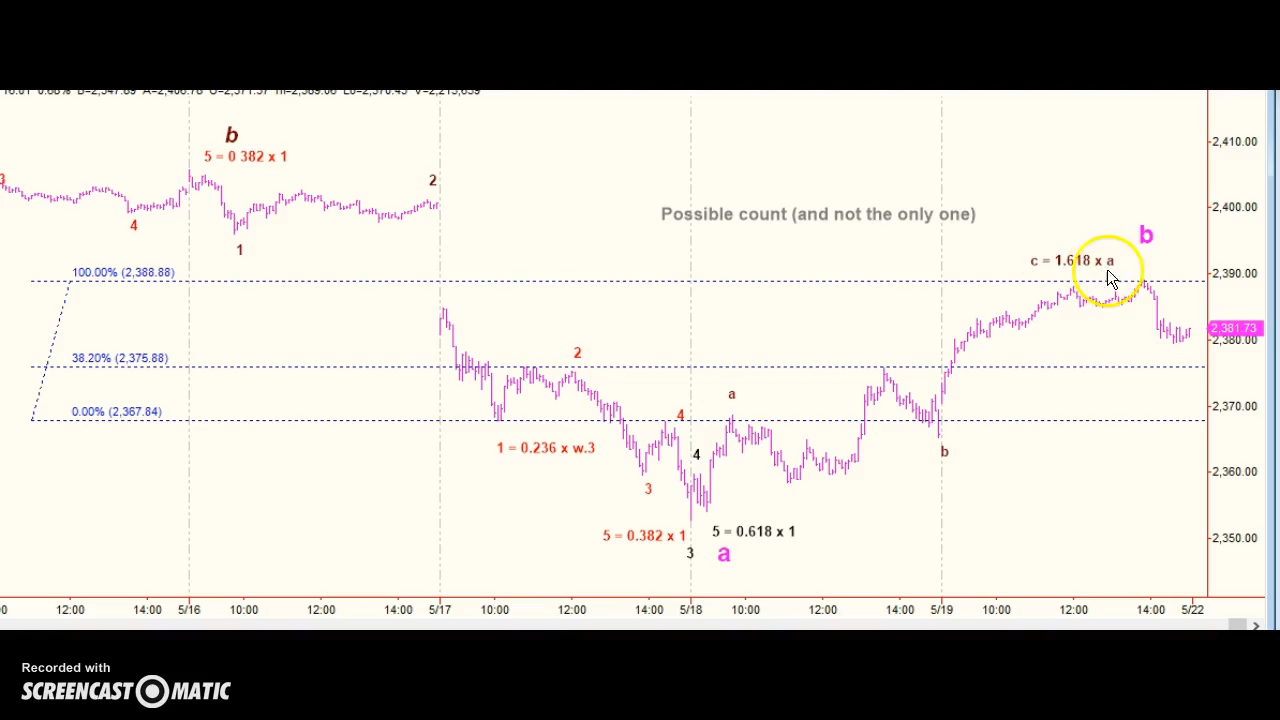 b
5 = 0 382 x 1
2
2,410.00
3
4
1
2,400.00
Possible count (and not the only one)
b
c = 1.618 x a
100.00% (2,388.88)
2,390.00
2,381.73
2,380.00
38.20% (2,375.88)
2
a
0.00% (2,367.84)
4
2,370.00
1 = 0.236 x w.3
4
b
2,360.00
3
5 = 0.382 x 1
5 = 0.618 x 1
3
a
2,350.00
12:00 14:00 5/16 10:00 12:00 14:00 5/17 10:00 12:00 14:00 5/18 10:00 12:00 14:00 5/19 10:00 12:00 14:00 5/22
Recorded with
SCREENCAST MATIC